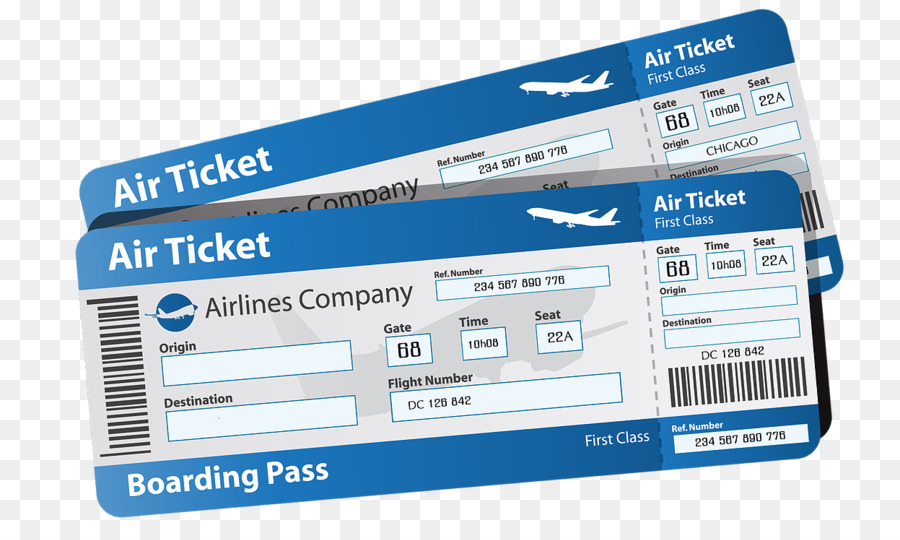 Air Ticket
First Class
Gate Time Seat
68 10h08 22A
Origin
CHICAGO
Destination
Air Ticket
Ref. Number
234 567 890 776
Airlines Company
Seat
Air Ticket
Airlines Company
Ref. Number
234 567 890 776
Origin
Gate Time Seat
68 10h08 22A
Destination
Flight Number
DC 126 842
First Class
Boarding Pass
Air Ticket
First Class
Gate Time Seat
68 10h08 22A
Origin
Destination
DC 126 842
Ref. Number
234 567 890 776